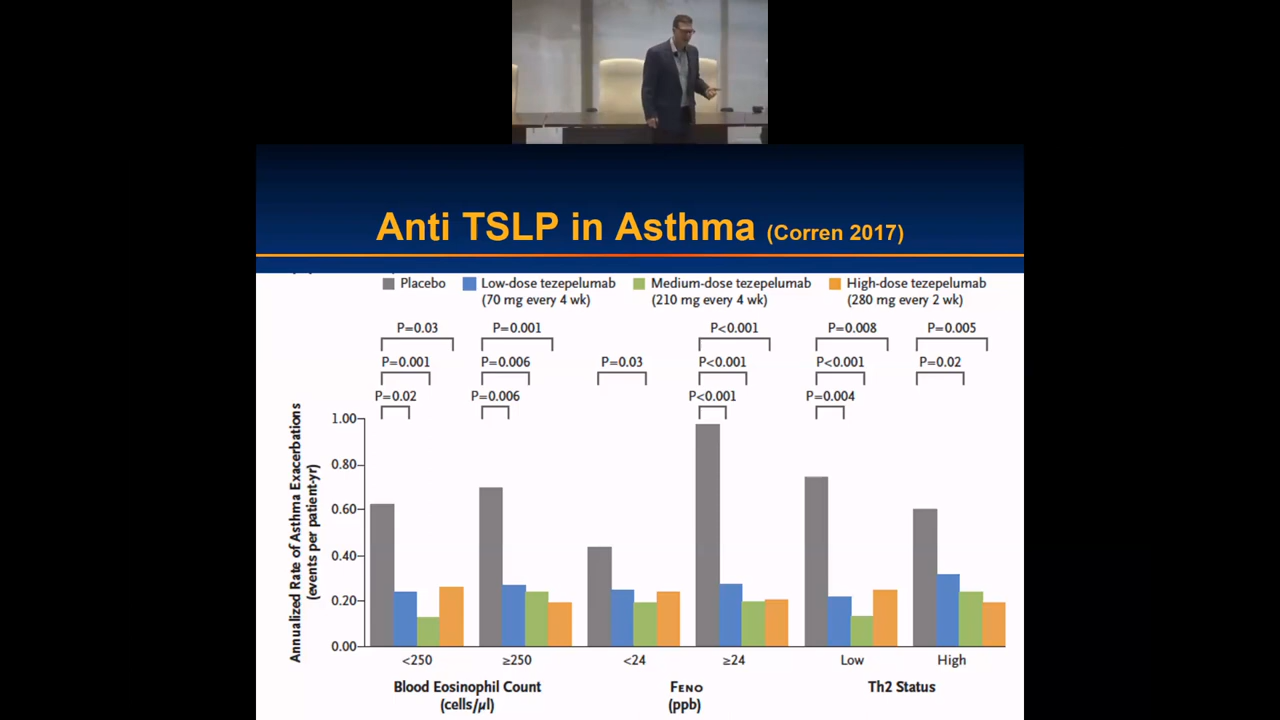 Anti TSLP in Asthma (Corren 2017)
Placebo
Low-dose tezepelumab
(70 mg every 4 wk)
Medium-dose tezepelumab
(210 mg every 4 wk)
High-dose tezepelumab
(280 mg every 2 wk)
P=0.03
P=0.001
P<0.001
P=0.008
P=0.005
P=0.001
P=0.006
P=0.03
P<0.001
P<0.001
P=0.02
P=0.02
P=0.006
P<0.001
P=0.004
Annualized Rate of Asthma Exacerbations
(events per patient-yr)
1.00
0.80
0.60
0.40
0.20
0.00
<250
≥250
<24
≥24
Low
High
Blood Eosinophil Count
(cells/µl)
FENO
(ppb)
Th2 Status